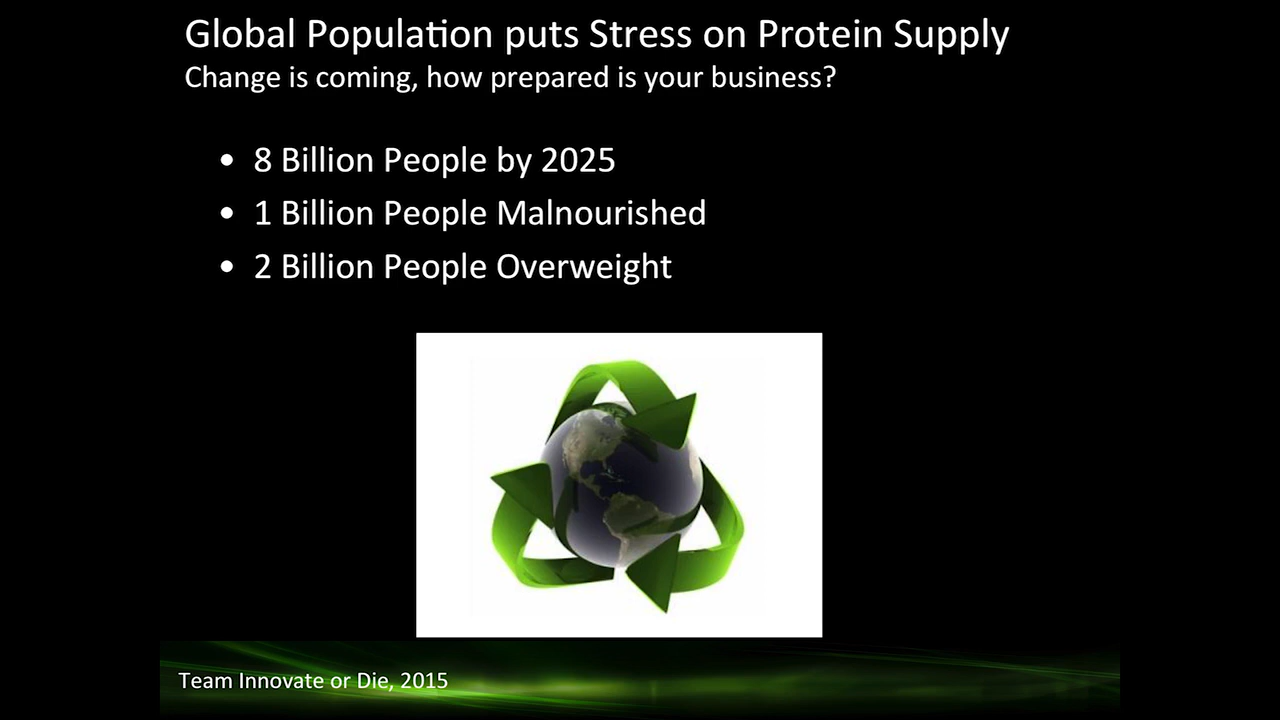 Global Population puts Stress on Protein Supply
Change is coming, how prepared is your business?
• 8 Billion People by 2025
• 1 Billion People Malnourished
• 2 Billion People Overweight
Team Innovate or Die, 2015